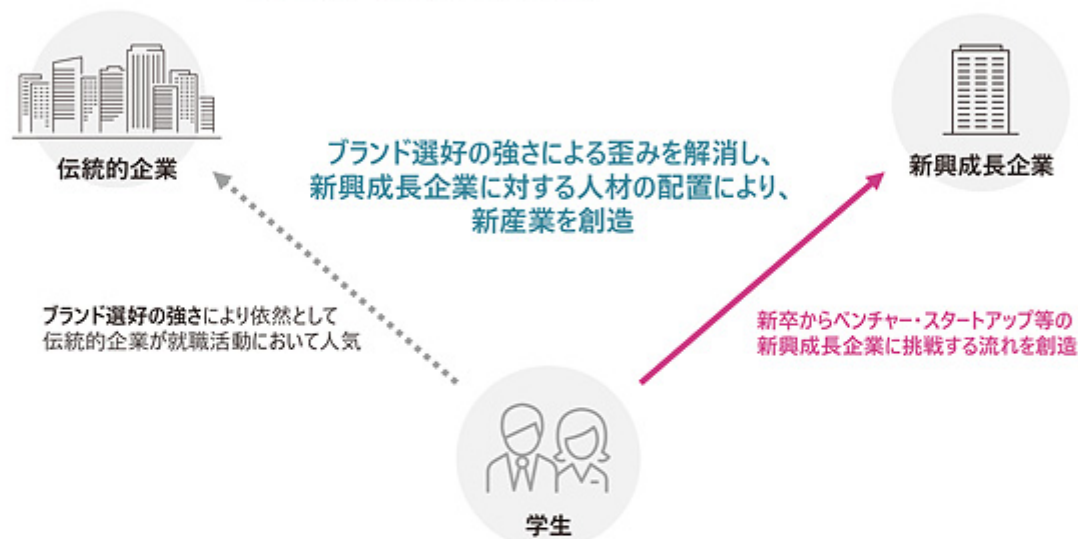 伝統的企業
新興成長企業
ブランド選好の強さによる歪みを解消し、
新興成長企業に対する人材の配置により、
新産業を創造
ブランド選好の強さにより依然として
伝統的企業が就職活動において人気
新卒からベンチャー・スタートアップ等の
新興成長企業に挑戦する流れを創造
学生